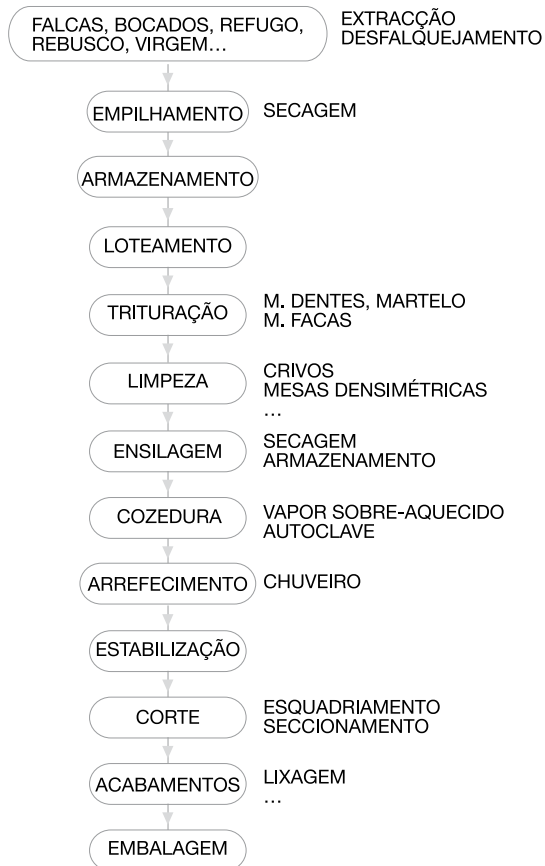 FALCAS, BOCADOS, REFUGO,
REBUSCO, VIRGEM…
EXTRACÇÃO
DESFALQUEJAMENTO
EMPILHAMENTO
SECAGEM
ARMAZENAMENTO
LOTEAMENTO
TRITURAÇÃO
M. DENTES, MARTELO
M. FACAS
LIMPEZA
CRIVOS
MESAS DENSIMÉTRICAS
…
ENSILAGEM
SECAGEM
ARMAZENAMENTO
COZEDURA
VAPOR SOBRE-AQUECIDO
AUTOCLAVE
ARREFECIMENTO
CHUVEIRO
ESTABILIZAÇÃO
CORTE
ESQUADRIAMENTO
SECCIONAMENTO
ACABAMENTOS
LIXAGEM
…
EMBALAGEM